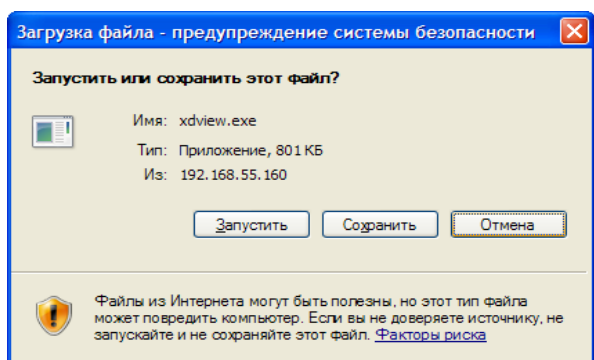 Загрузка файла - предупреждение системы безопасности
Запустить или сохранить этот файл?
Имя: xdview.exe
Тип: Приложение, 801 КБ
Из: 192.168.55.160
Запустить Сохранить Отмена
Файлы из Интернета могут быть полезны, но этот тип файла
может повредить компьютер. Если вы не доверяете источнику, не
запускайте и не сохраняйте этот файл. Факторы риска